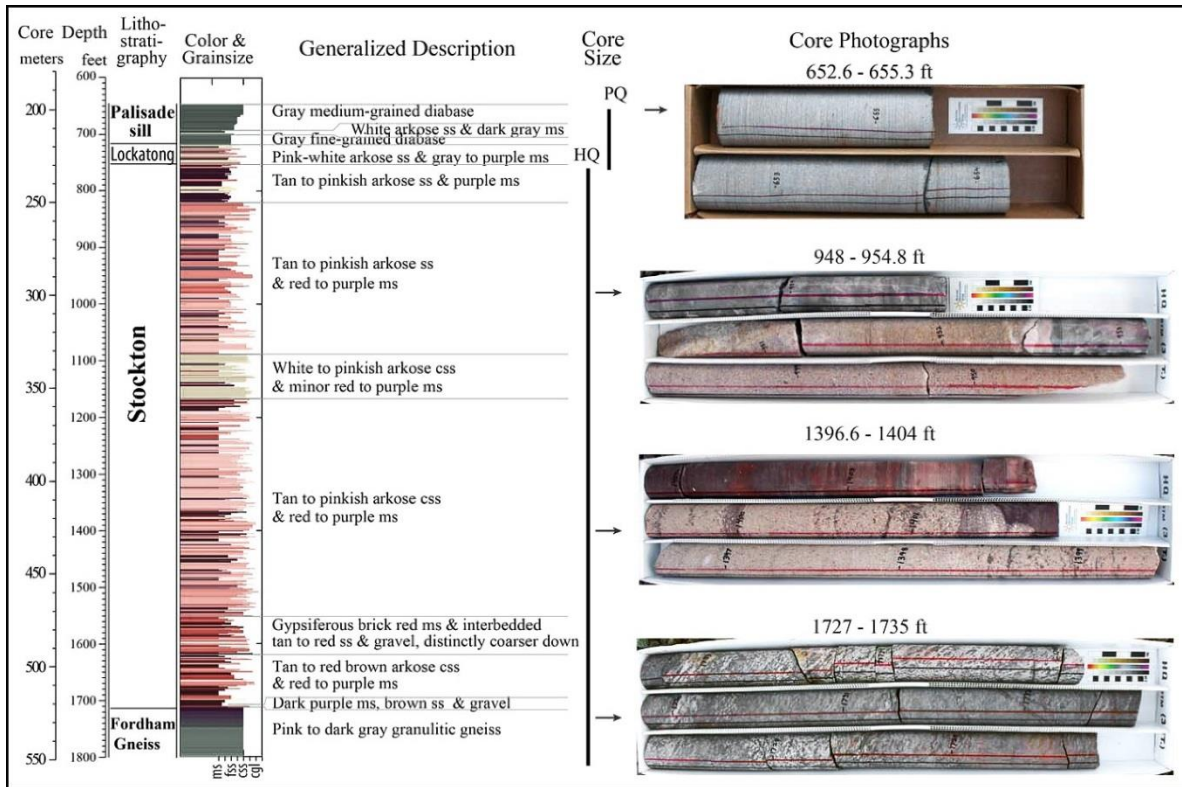 Core
meters
Depth
feet
Litho-
strati-
graphy
Color &
Grainsize
Generalized Description
Core
Size
Core Photographs
600
700
800
900
1000
1100
1200
1300
1400
1500
1600
1700
1800
200
250
300
350
400
450
500
550
Palisade
sill
Lockatong
Stockton
Fordham
Gneiss
Gray medium-grained diabase
White arkose ss & dark gray ms
Gray fine-grained diabase
Pink-white arkose ss & gray to purple ms
Tan to pinkish arkose ss & purple ms
Tan to pinkish arkose ss
& red to purple ms
White to pinkish arkose css
& minor red to purple ms
Tan to pinkish arkose css
& red to purple ms
Gypsiferous brick red ms & interbedded
tan to red ss & gravel, distinctly coarser down
Tan to red brown arkose css
& red to purple ms
Dark purple ms, brown ss & gravel
Pink to dark gray granulitic gneiss
ms
fss
css
cgl
PQ
HQ
652.6 - 655.3 ft
653
654
948 - 954.8 ft
1396.6 - 1404 ft
1397
1398
1727 - 1735 ft